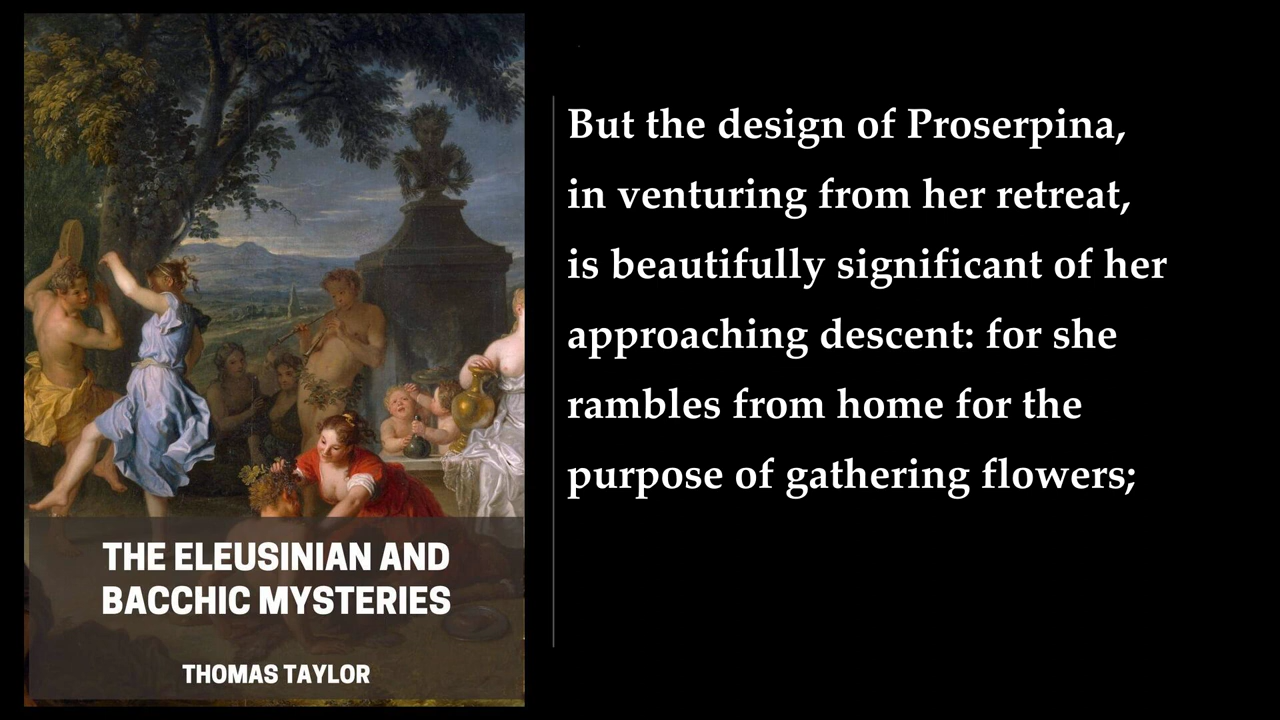 THE ELEUSINIAN AND
BACCHIC MYSTERIES
THOMAS TAYLOR
But the design of Proserpina,
in venturing from her retreat,
is beautifully significant of her
approaching descent: for she
rambles from home for the
purpose of gathering flowers;